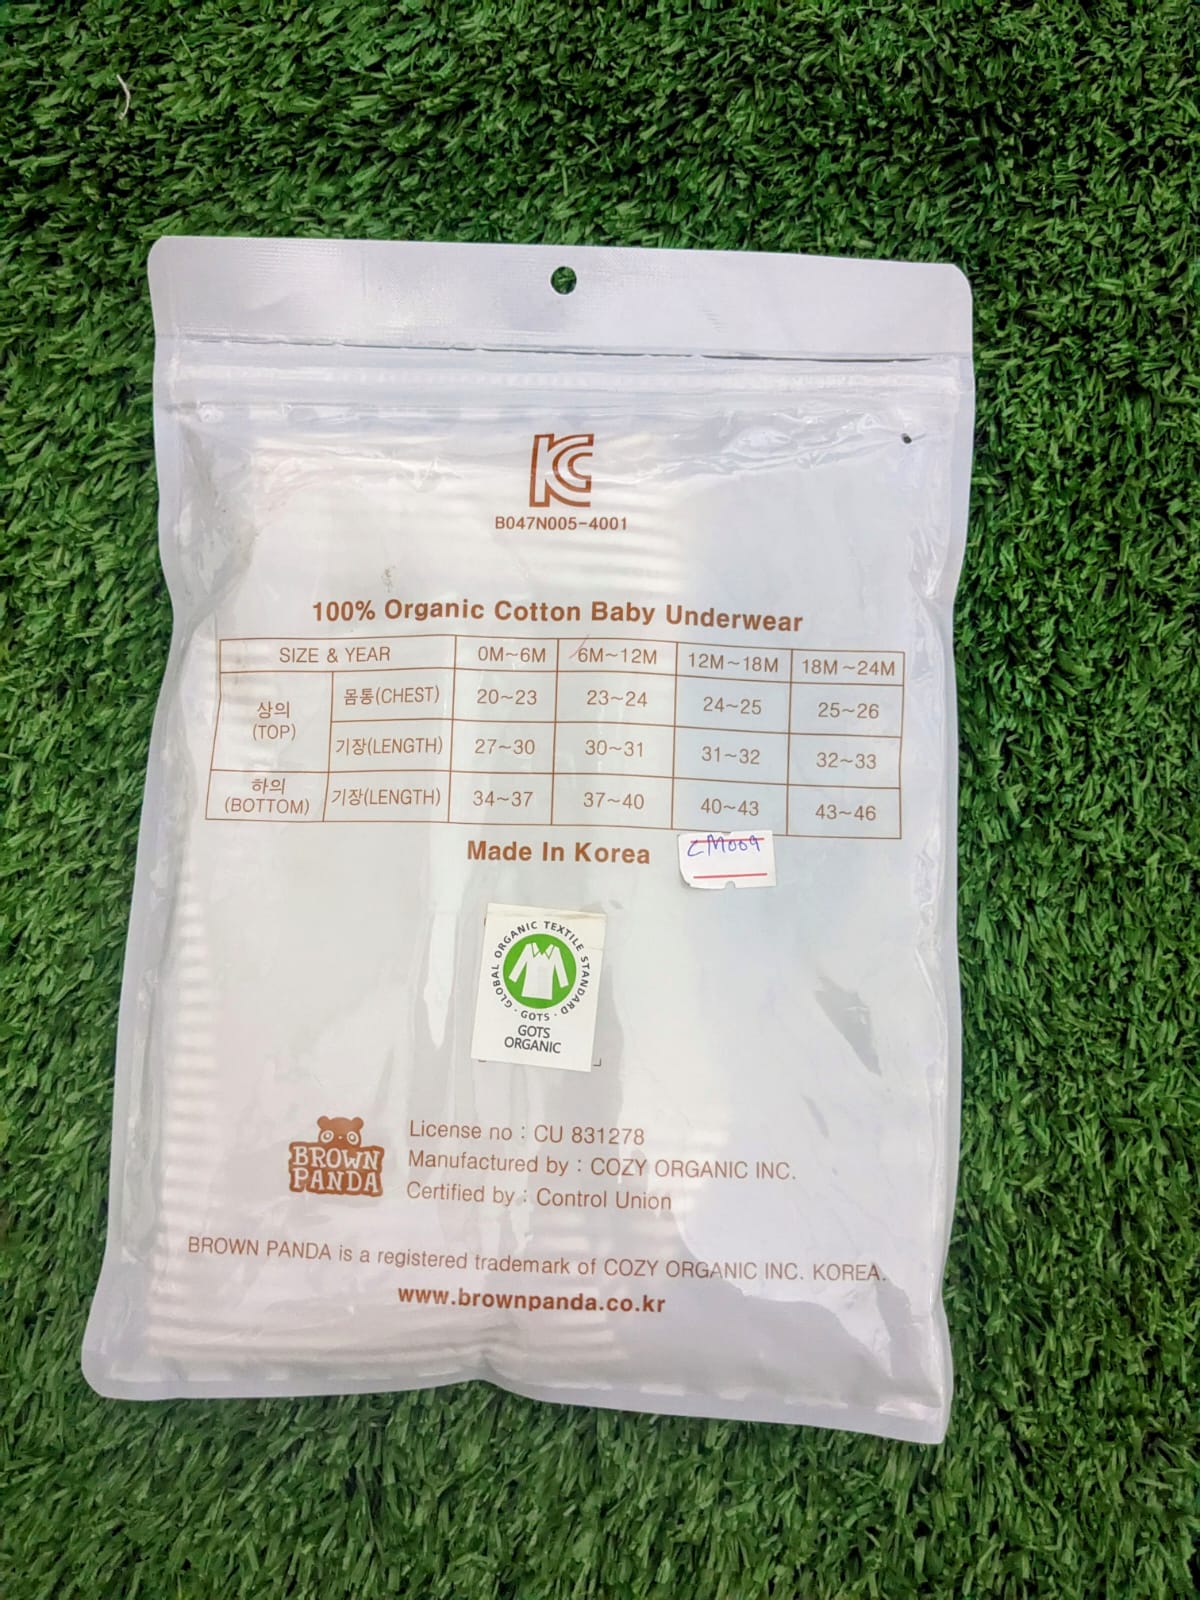 KC
B047N005-4001
100% Organic Cotton Baby Underwear
SIZE & YEAR 0M~6M 6M~12M 12M~18M 18M~24M
상의
(TOP)
몸통(CHEST) 20~23 23~24 24~25 25~26
기장(LENGTH) 27~30 30~31 31~32 32~33
하의
(BOTTOM)
기장(LENGTH) 34~37 37~40 40~43 43~46
Made In Korea
CM009
GLOBAL ORGANIC TEXTILE STANDARD · GOTS ·
GOTS
ORGANIC
BROWN
PANDA
License no : CU 831278
Manufactured by : COZY ORGANIC INC.
Certified by : Control Union
BROWN PANDA is a registered trademark of COZY ORGANIC INC. KOREA.
www.brownpanda.co.kr